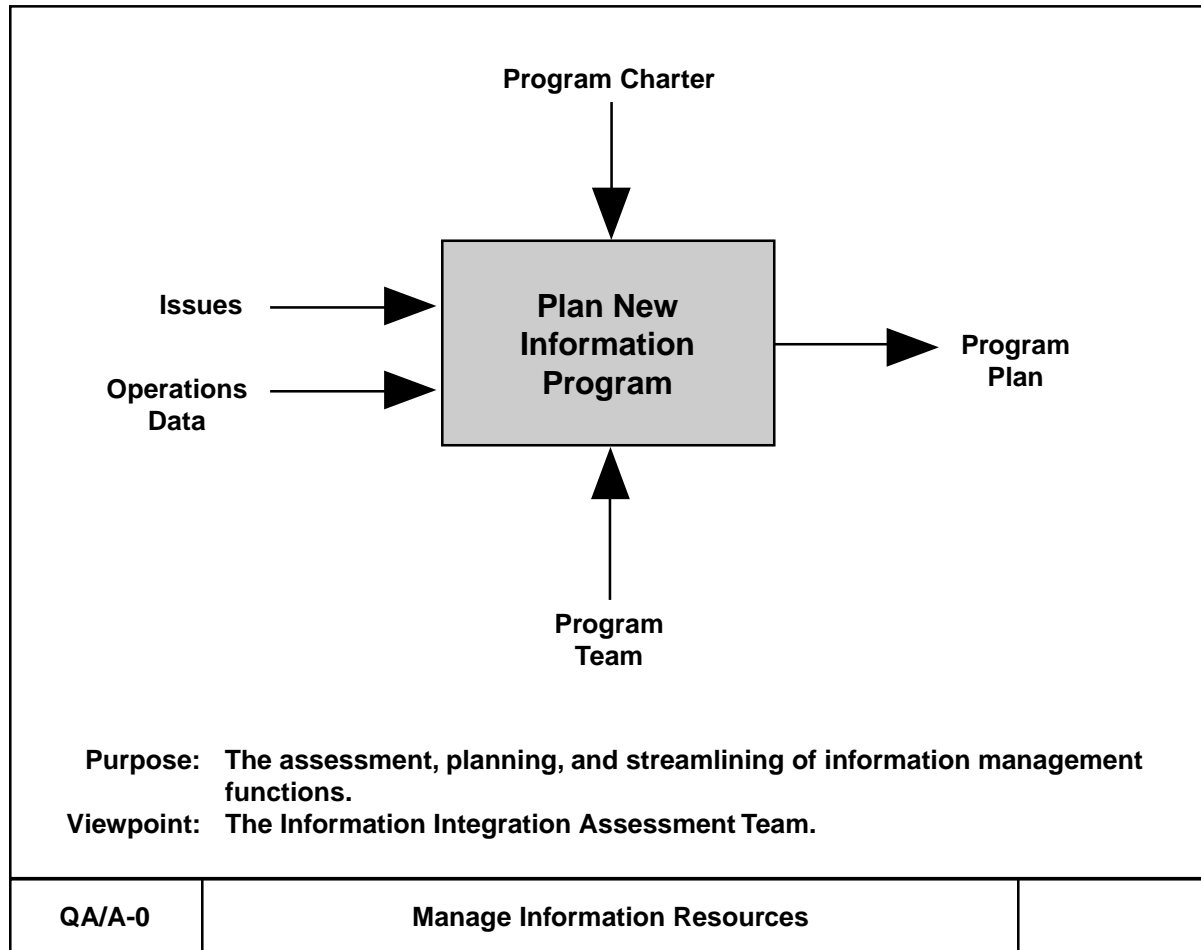 Program Charter
Issues
Operations
Data
Plan New
Information
Program
Program
Plan
Program
Team
Purpose: The assessment, planning, and streamlining of information management
functions.
Viewpoint: The Information Integration Assessment Team.
QA/A-0 Manage Information Resources